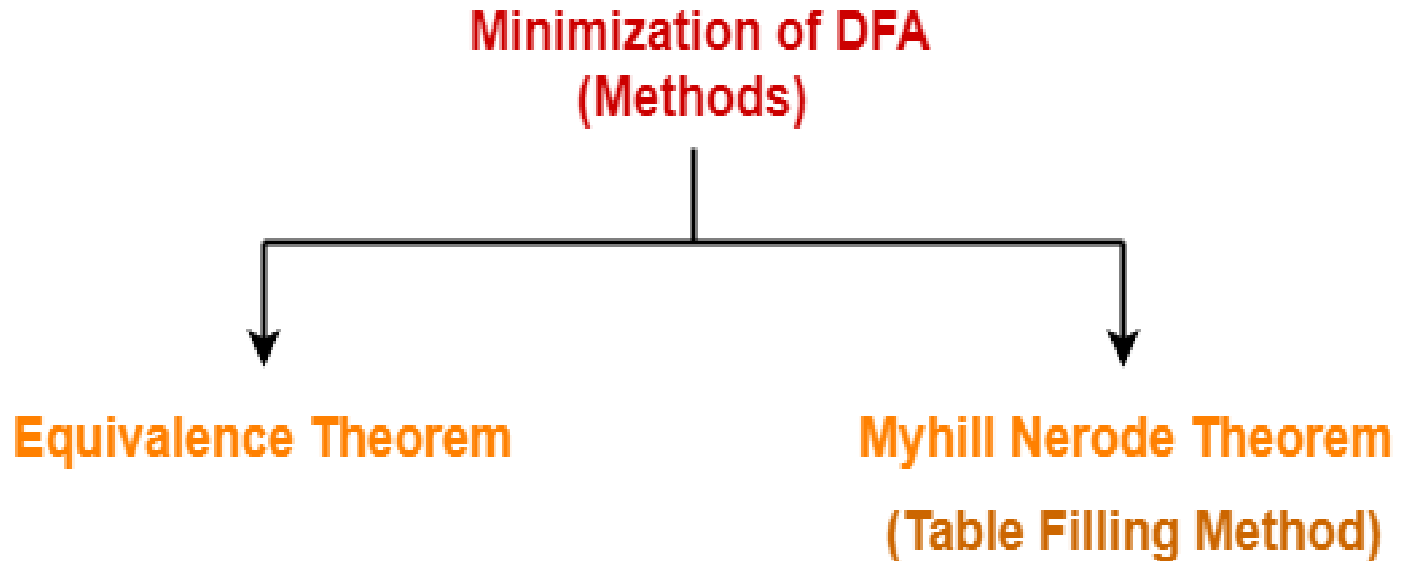 Minimization of DFA
(Methods)
Equivalence Theorem
Myhill Nerode Theorem
(Table Filling Method)